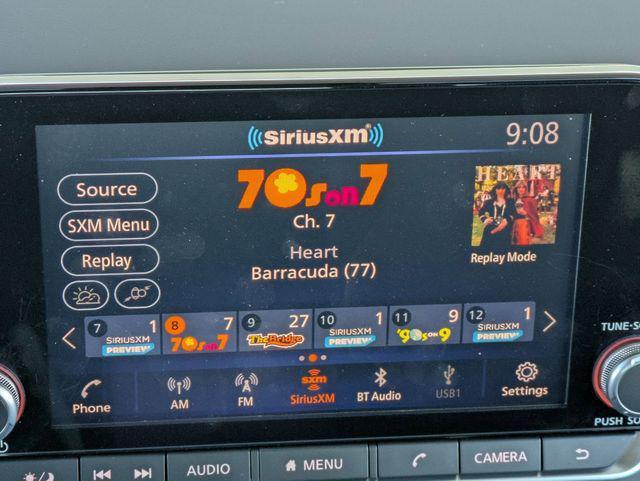 SiriusXM
9:08
Source
70s on 7
HEART
SXM Menu
Ch. 7
Replay
Heart
Replay Mode
Barracuda (77)
7 1 SIRIUSXM PREVIEW
8 7 70s on 7
9 27 The Bridge
10 1 SIRIUSXM PREVIEW
11 9 '90s on 9
12 1 SIRIUSXM PREVIEW
TUNE·S
Phone
AM
FM
sxm
SiriusXM
BT Audio
USB1
Settings
PUSH SO
AUDIO
MENU
CAMERA